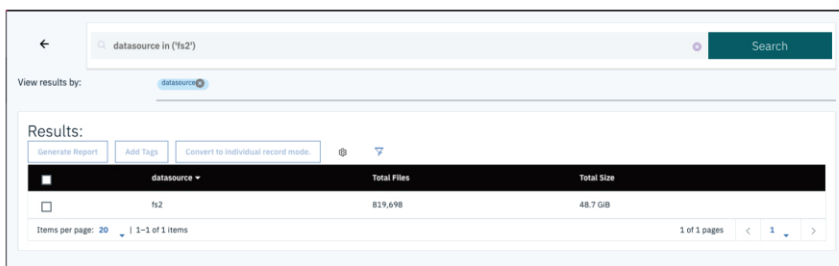 datasource in ('fs2')
Search
View results by:
datasource
Results:
Generate Report
Add Tags
Convert to individual record mode.
datasource
Total Files
Total Size
fs2
819,698
48.7 GiB
Items per page: 20 | 1–1 of 1 items
1 of 1 pages
1